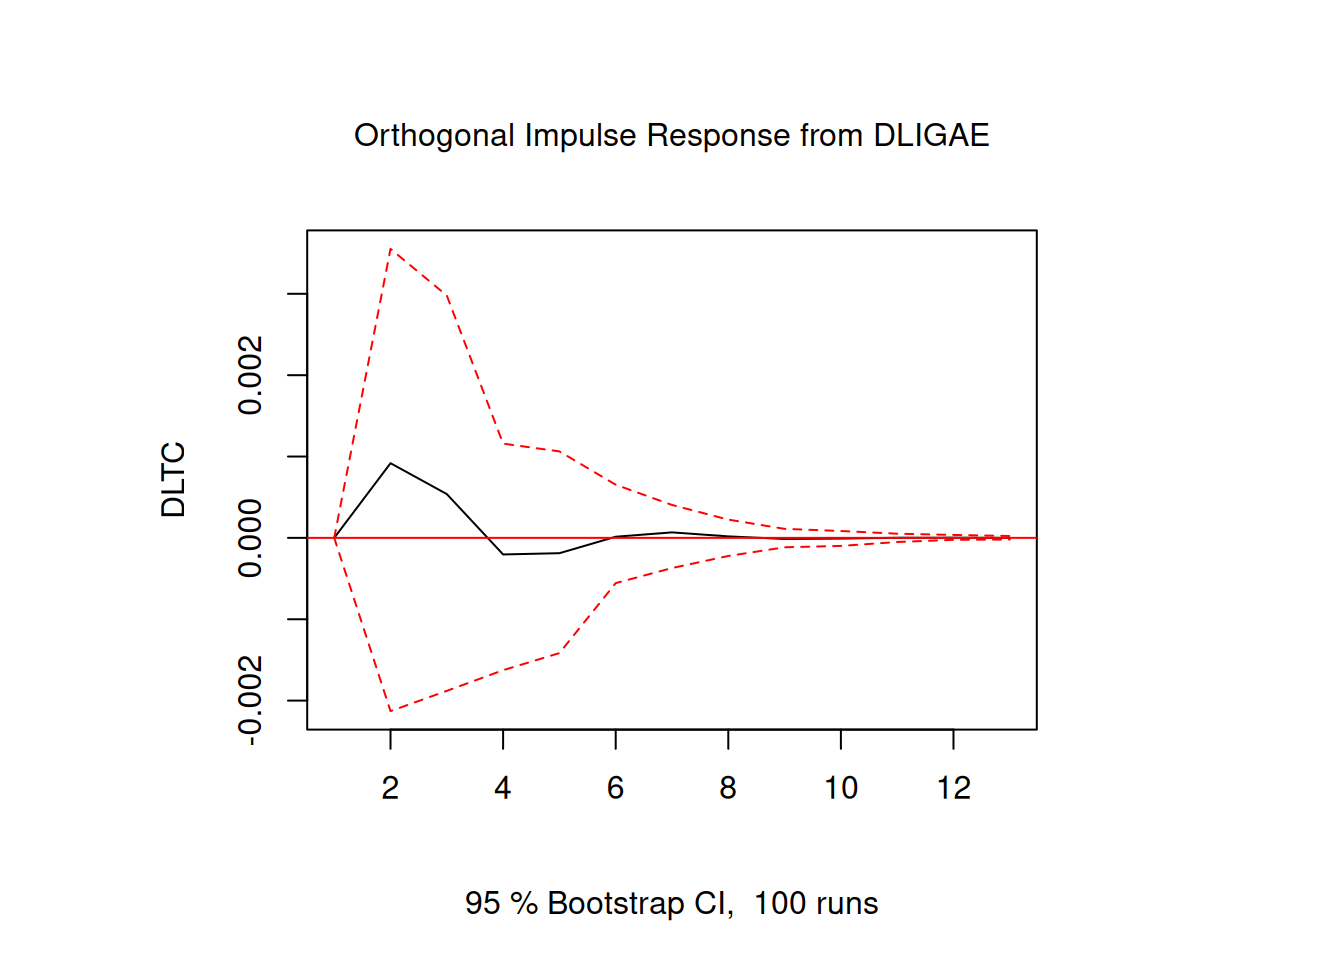 Orthogonal Impulse Response from DLIGAE
DLTC
0.002
0.000
-0.002
2 4 6 8 10 12
95 % Bootstrap CI,  100 runs